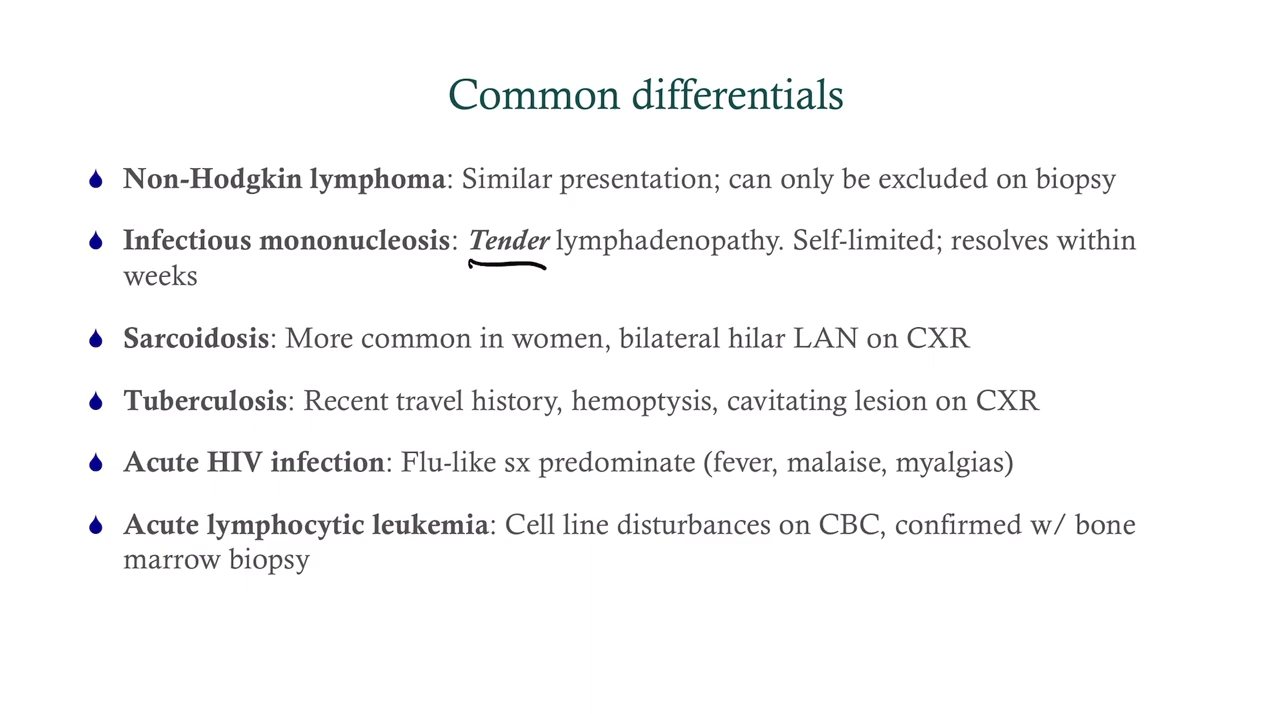 Common differentials
Non-Hodgkin lymphoma: Similar presentation; can only be excluded on biopsy
Infectious mononucleosis: Tender lymphadenopathy. Self-limited; resolves within
weeks
Sarcoidosis: More common in women, bilateral hilar LAN on CXR
Tuberculosis: Recent travel history, hemoptysis, cavitating lesion on CXR
Acute HIV infection: Flu-like sx predominate (fever, malaise, myalgias)
Acute lymphocytic leukemia: Cell line disturbances on CBC, confirmed w/ bone
marrow biopsy